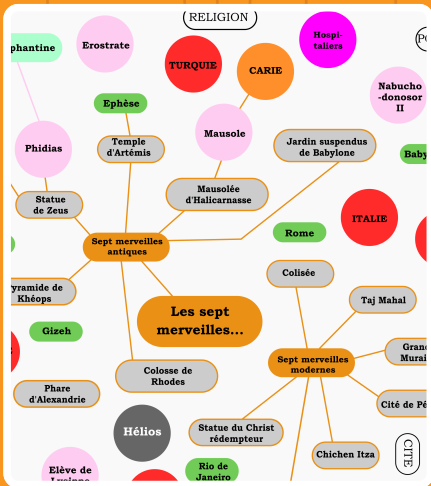 RELIGION
phantine
Erostrate
TURQUIE
CARIE
Hospi-
taliers
Nabucho
-donosor
II
Ephèse
Temple
d'Artémis
Mausole
Jardin suspendus
de Babylone
Phidias
Statue
de Zeus
Mausolée
d'Halicarnasse
Rome
ITALIE
Sept merveilles
antiques
Colisée
yramide de
Khéops
Les sept
merveilles...
Taj Mahal
Gizeh
Sept merveilles
modernes
Colosse de
Rhodes
Phare
d'Alexandrie
Hélios
Statue du Christ
rédempteur
Chichen Itza
CITE
Elève de
Rio de
Janeiro